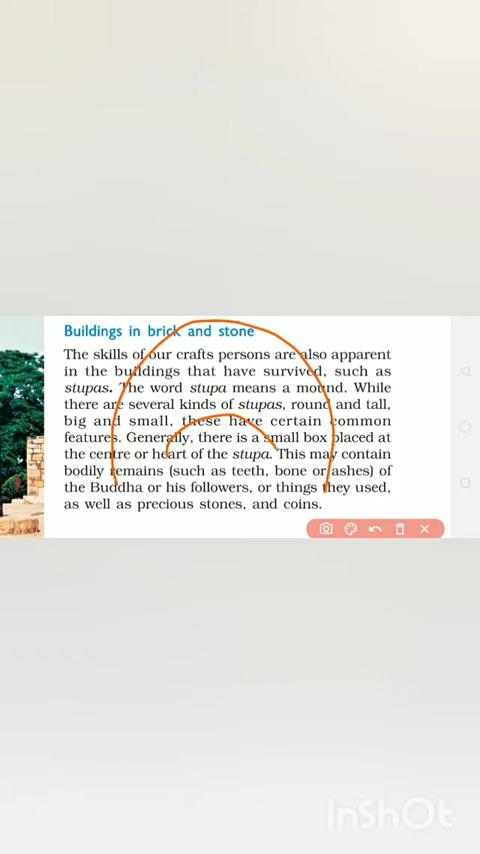 Buildings in brick and stone
The skills of our crafts persons are also apparent
in the buildings that have survived, such as
stupas. The word stupa means a mound. While
there are several kinds of stupas, round and tall,
big and small, these have certain common
features. Generally, there is a small box placed at
the centre or heart of the stupa. This may contain
bodily remains (such as teeth, bone or ashes) of
the Buddha or his followers, or things they used,
as well as precious stones, and coins.
InShOt